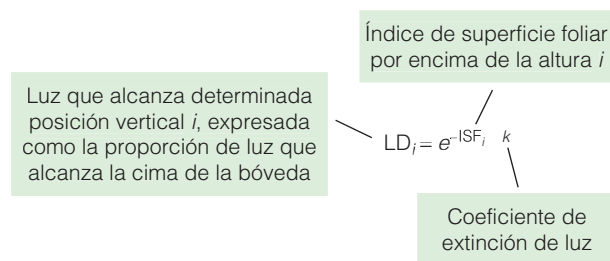 Índice de superficie foliar
por encima de la altura i
Luz que alcanza determinada
posición vertical i, expresada
como la proporción de luz que
alcanza la cima de la bóveda
LDᵢ = e^–ISFᵢ k
Coeficiente de
extinción de luz